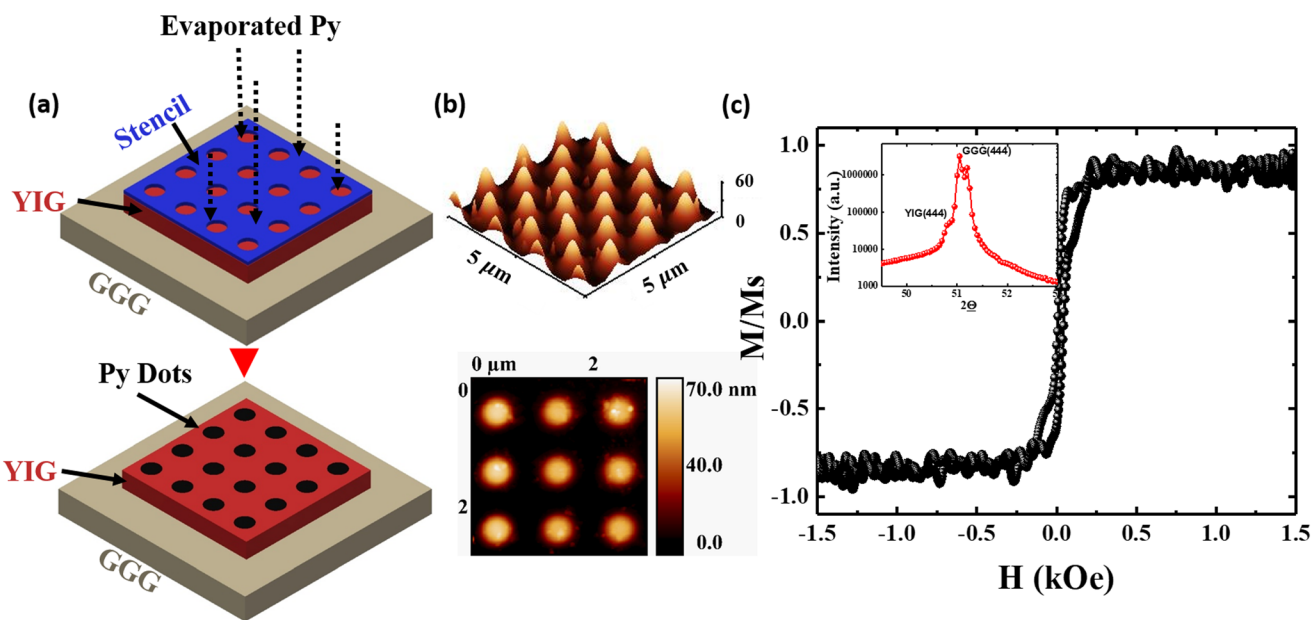 Evaporated Py
(a)
Stencil
YIG
GGG
Py Dots
YIG
GGG
(b)
60
0
5 µm
5 µm
0 µm
2
0
2
70.0 nm
40.0
0.0
(c)
M/Ms
1.0
0.5
0.0
-0.5
-1.0
-1.5
-1.0
-0.5
0.0
0.5
1.0
1.5
H (kOe)
GGG(444)
YIG(444)
Intensity (a.u.)
1000000
100000
10000
1000
50
51
52
2Θ